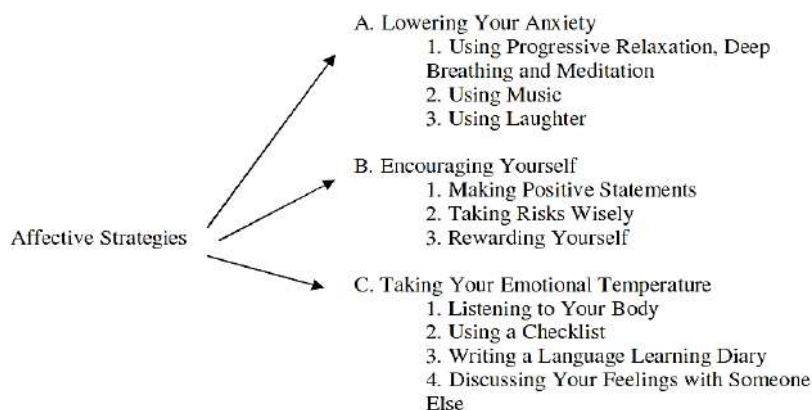 A. Lowering Your Anxiety
1. Using Progressive Relaxation, Deep
Breathing and Meditation
2. Using Music
3. Using Laughter
B. Encouraging Yourself
1. Making Positive Statements
2. Taking Risks Wisely
3. Rewarding Yourself
Affective Strategies
C. Taking Your Emotional Temperature
1. Listening to Your Body
2. Using a Checklist
3. Writing a Language Learning Diary
4. Discussing Your Feelings with Someone
Else